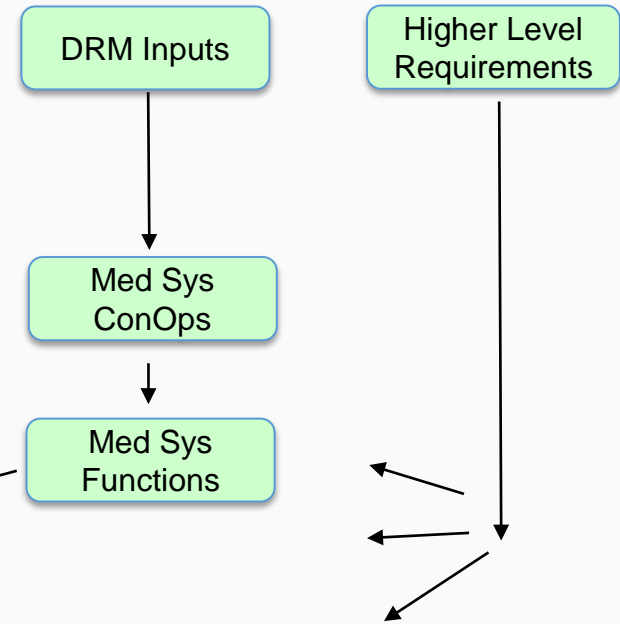 DRM Inputs
Higher Level
Requirements
Med Sys
ConOps
Med Sys
Functions